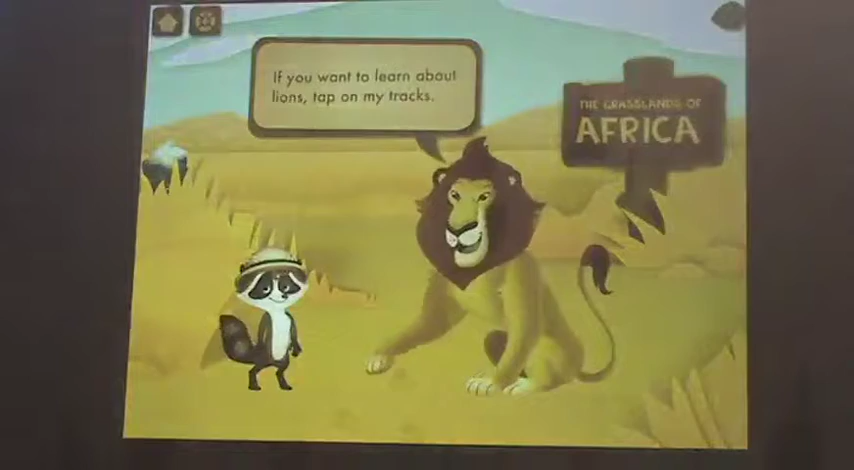 If you want to learn about
lions, tap on my tracks.
THE GRASSLANDS OF
AFRICA